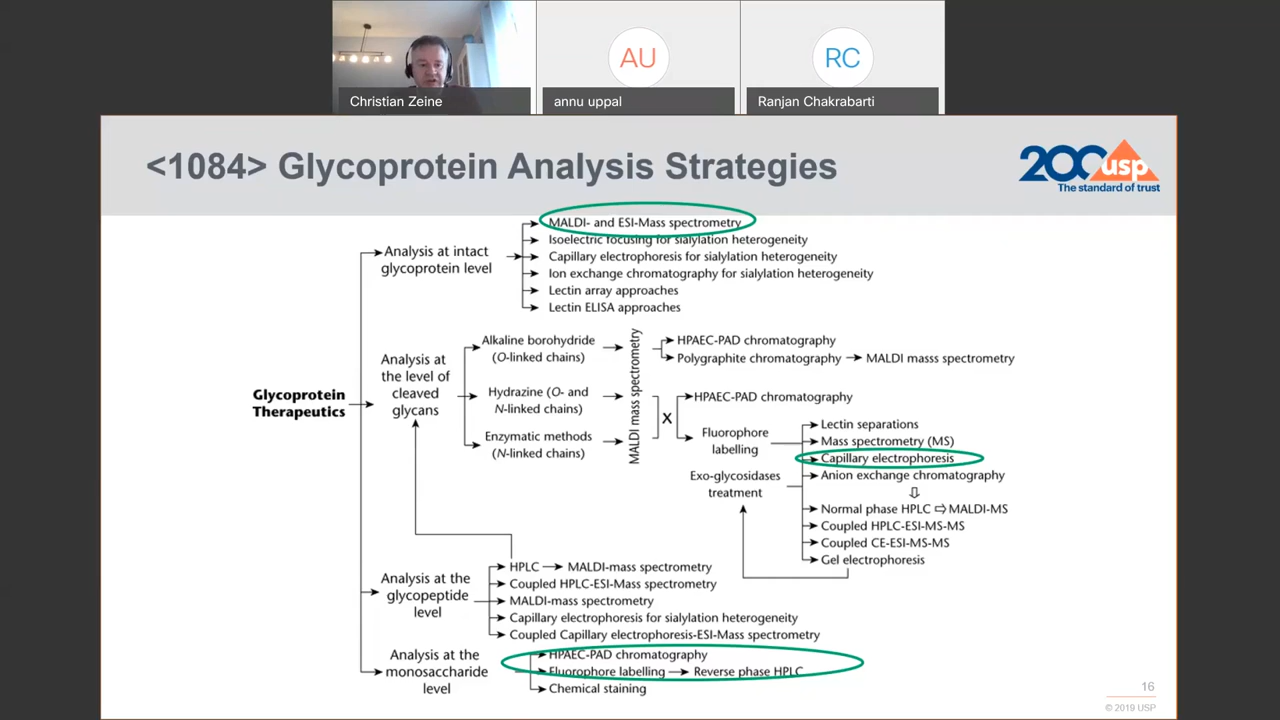 AU
RC
Christian Zeine
annu uppal
Ranjan Chakrabarti
<1084> Glycoprotein Analysis Strategies
200 usp
The standard of trust
Glycoprotein
Therapeutics
Analysis at intact
glycoprotein level
MALDI- and ESI-Mass spectrometry
Isoelectric focusing for sialylation heterogeneity
Capillary electrophoresis for sialylation heterogeneity
Ion exchange chromatography for sialylation heterogeneity
Lectin array approaches
Lectin ELISA approaches
Analysis at
the level of
cleaved
glycans
Alkaline borohydride
(O-linked chains)
Hydrazine (O- and
N-linked chains)
Enzymatic methods
(N-linked chains)
MALDI mass spectrometry
HPAEC-PAD chromatography
Polygraphite chromatography → MALDI masss spectrometry
X
HPAEC-PAD chromatography
Fluorophore
labelling
Exo-glycosidases
treatment
Lectin separations
Mass spectrometry (MS)
Capillary electrophoresis
Anion exchange chromatography
Normal phase HPLC ⇨ MALDI-MS
Coupled HPLC-ESI-MS-MS
Coupled CE-ESI-MS-MS
Gel electrophoresis
Analysis at the
glycopeptide
level
HPLC → MALDI-mass spectrometry
Coupled HPLC-ESI-Mass spectrometry
MALDI-mass spectrometry
Capillary electrophoresis for sialylation heterogeneity
Coupled Capillary electrophoresis-ESI-Mass spectrometry
Analysis at the
monosaccharide
level
HPAEC-PAD chromatography
Fluorophore labelling → Reverse phase HPLC
Chemical staining
16
© 2019 USP